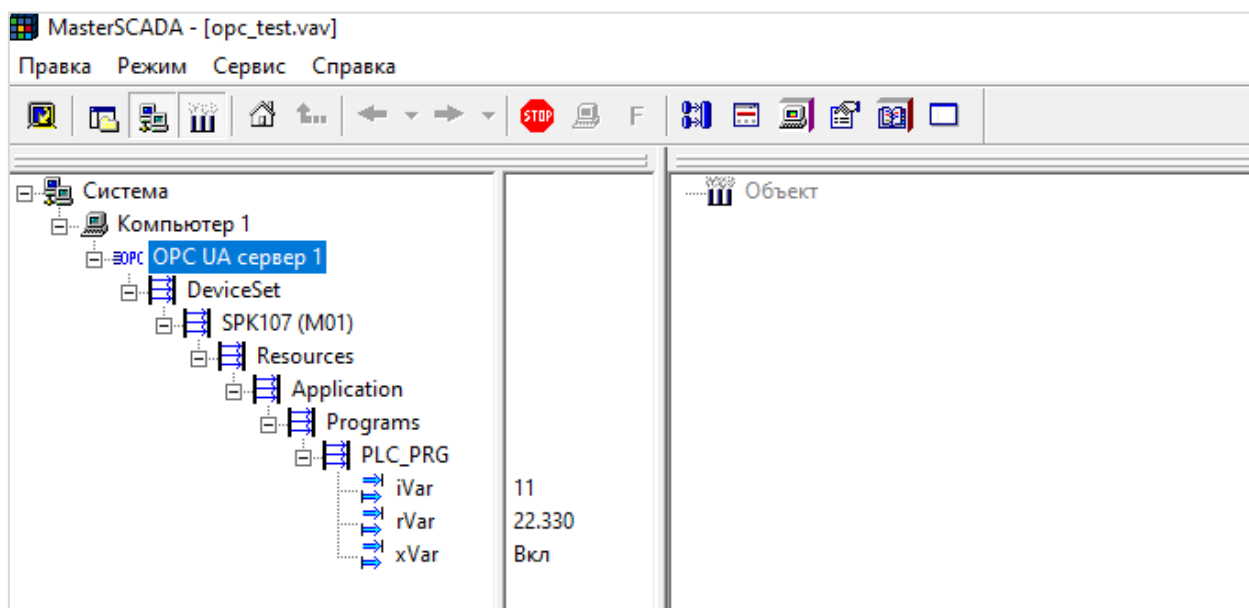 MasterSCADA - [opc_test.vav]
Правка Режим Сервис Справка
STOP F
Система Объект
Компьютер 1
OPC OPC UA сервер 1
DeviceSet
SPK107 (M01)
Resources
Application
Programs
PLC_PRG
iVar 11
rVar 22.330
xVar Вкл